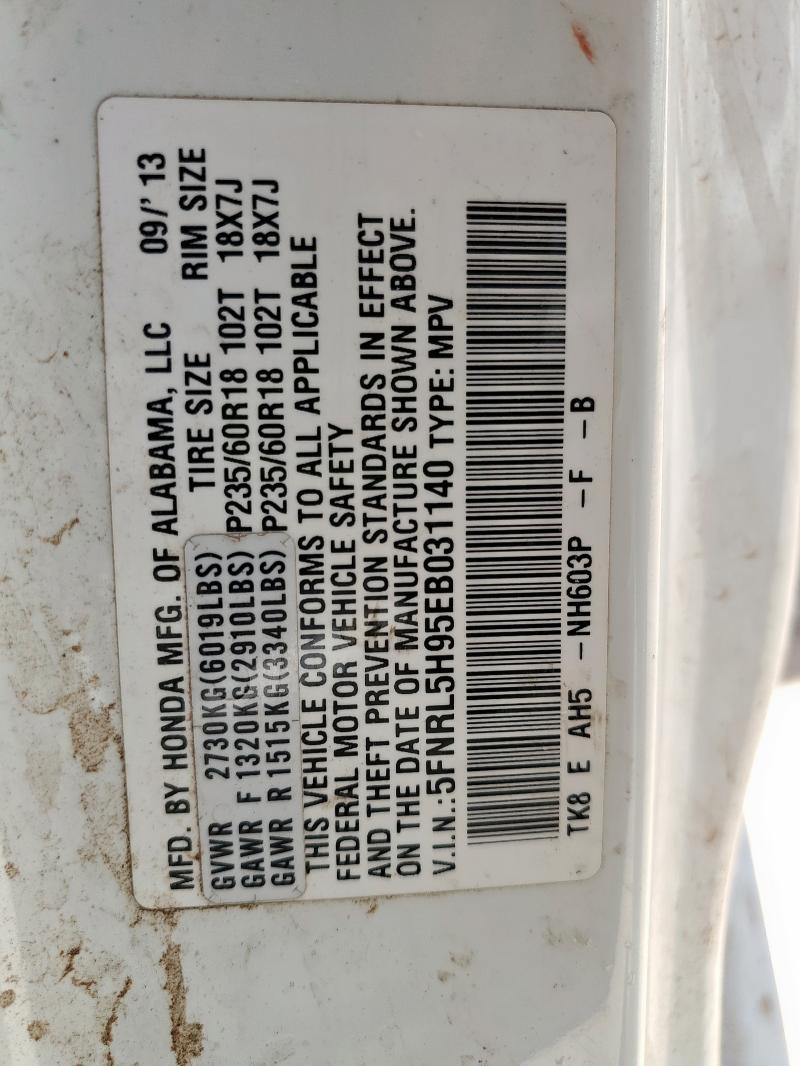 MFD. BY HONDA MFG. OF ALABAMA, LLC 09/' 13
TIRE SIZE RIM SIZE
GVWR 2730KG(6019LBS)
GAWR F 1320KG(2910LBS) P235/60R18 102T 18X7J
GAWR R 1515KG(3340LBS) P235/60R18 102T 18X7J
THIS VEHICLE CONFORMS TO ALL APPLICABLE
FEDERAL MOTOR VEHICLE SAFETY
AND THEFT PREVENTION STANDARDS IN EFFECT
ON THE DATE OF MANUFACTURE SHOWN ABOVE.
V.I.N.:5FNRL5H95EB031140 TYPE: MPV
TK8 E AH5 -NH603P -F -B